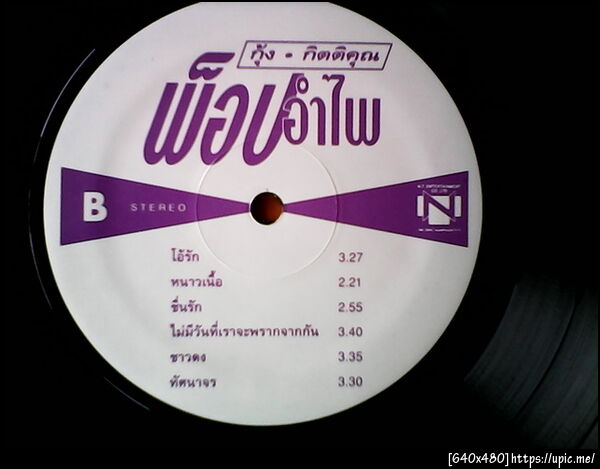 กุ้ง - กิตติคุณ
พ็อบอำไพ
N.T. ENTERTAINMENT CO.,LTD.
B STEREO
N
โอ้รัก 3.27
หนาวเนื้อ 2.21
ชื่นรัก 2.55
ไม่มีวันที่เราจะพรากจากกัน 3.40
ชาวดง 3.35
ทัศนาจร 3.30
[640x480]https://upic.me/